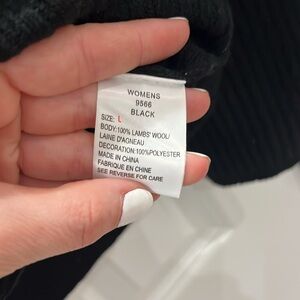 WOMENS
9566
BLACK
SIZE: L
BODY:100% LAMBS' WOOL/
LAINE D'AGNEAU
DECORATION:100%POLYESTER
MADE IN CHINA
FABRIQUE EN CHINE
SEE REVERSE FOR CARE